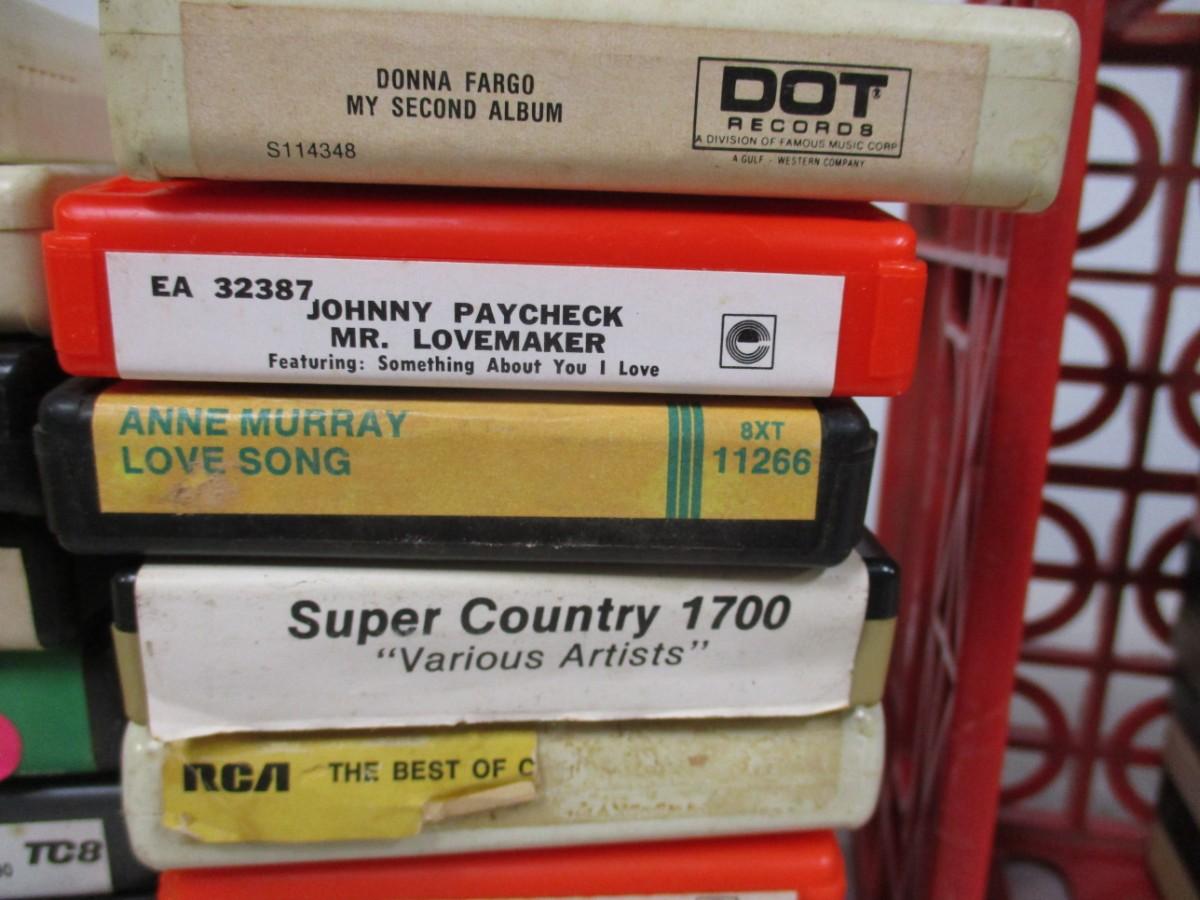 DONNA FARGO
MY SECOND ALBUM
S114348
DOT®
RECORDS
A DIVISION OF FAMOUS MUSIC CORP
A GULF - WESTERN COMPANY
EA 32387
JOHNNY PAYCHECK
MR. LOVEMAKER
Featuring: Something About You I Love
ANNE MURRAY
LOVE SONG
8XT
11266
Super Country 1700
“Various Artists”
RCA THE BEST OF C
TC8